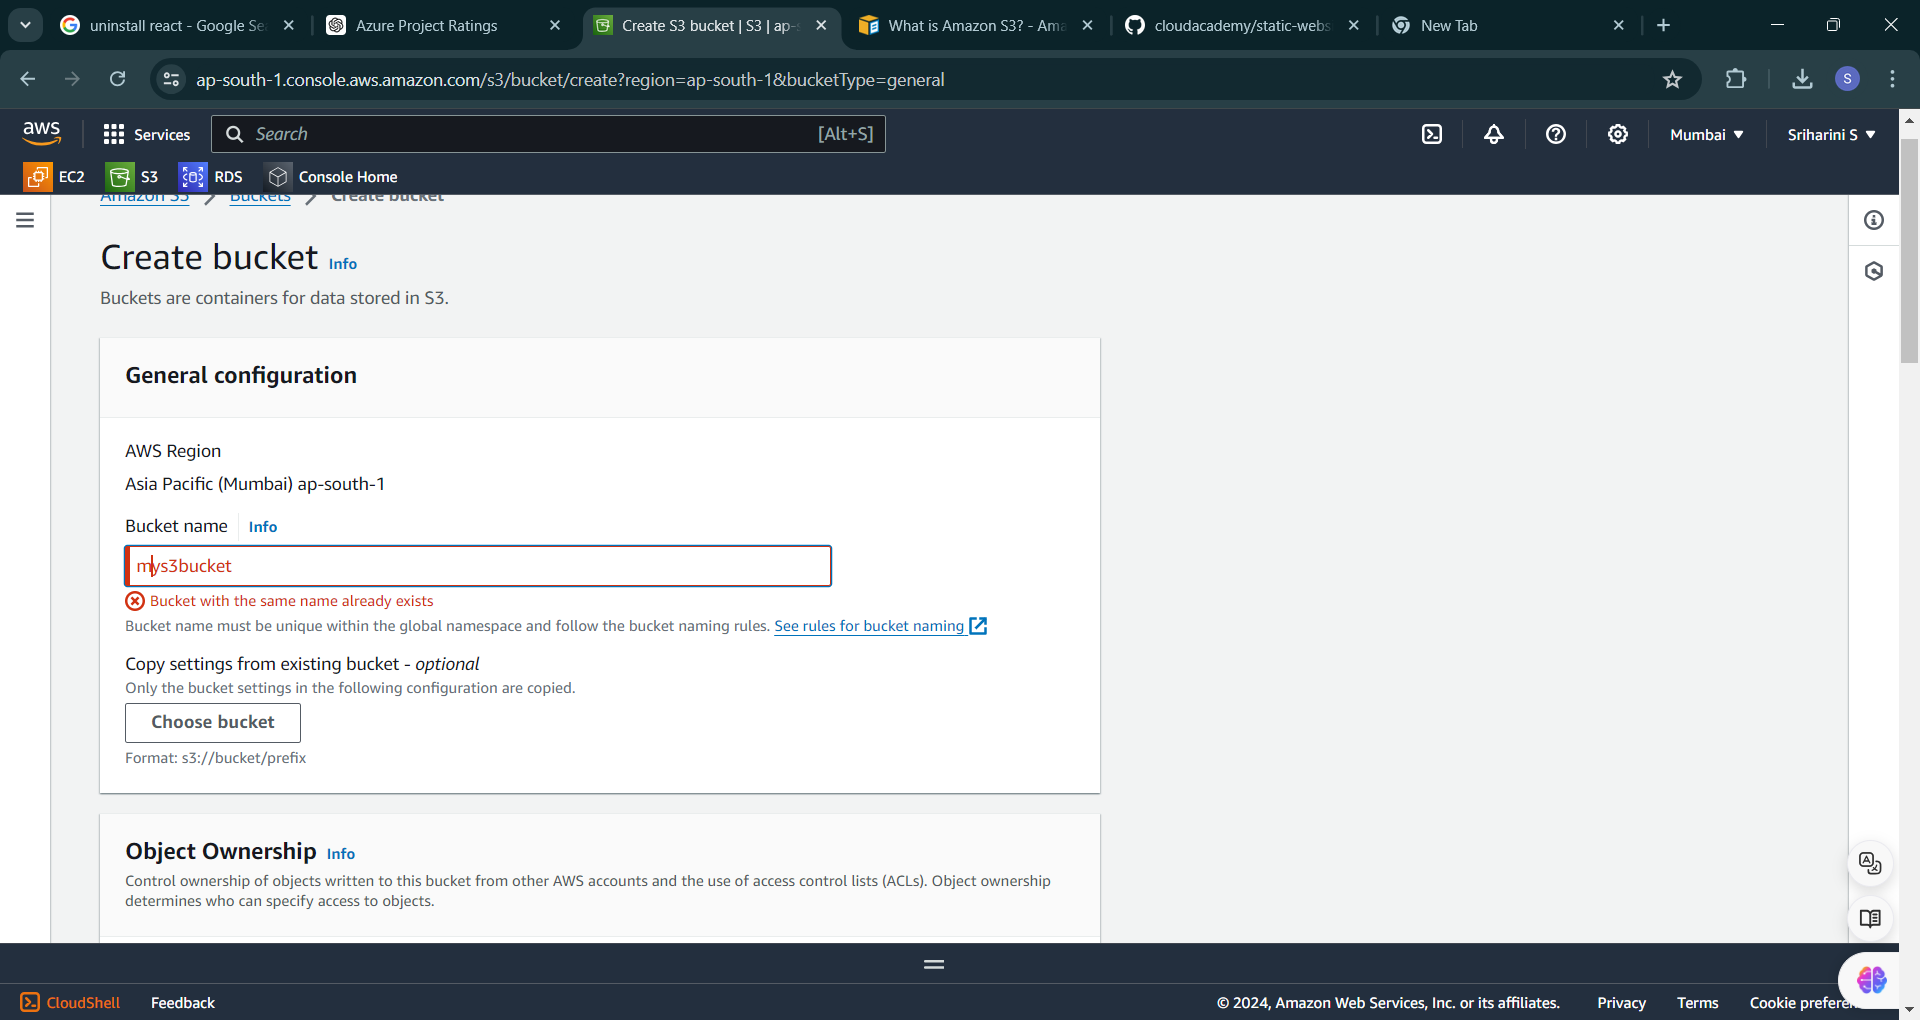 uninstall react - Google Se
Azure Project Ratings
Create S3 bucket | S3 | ap-
What is Amazon S3? - Ama
cloudacademy/static-webs
New Tab
ap-south-1.console.aws.amazon.com/s3/bucket/create?region=ap-south-1&bucketType=general
S
aws
Services
Search
[Alt+S]
Mumbai
Sriharini S
EC2
S3
RDS
Console Home
Amazon S3
Buckets
Create bucket
Create bucket Info
Buckets are containers for data stored in S3.
General configuration
AWS Region
Asia Pacific (Mumbai) ap-south-1
Bucket name Info
mys3bucket
Bucket with the same name already exists
Bucket name must be unique within the global namespace and follow the bucket naming rules. See rules for bucket naming
Copy settings from existing bucket - optional
Only the bucket settings in the following configuration are copied.
Choose bucket
Format: s3://bucket/prefix
Object Ownership Info
Control ownership of objects written to this bucket from other AWS accounts and the use of access control lists (ACLs). Object ownership
determines who can specify access to objects.
CloudShell
Feedback
© 2024, Amazon Web Services, Inc. or its affiliates.
Privacy
Terms
Cookie prefere